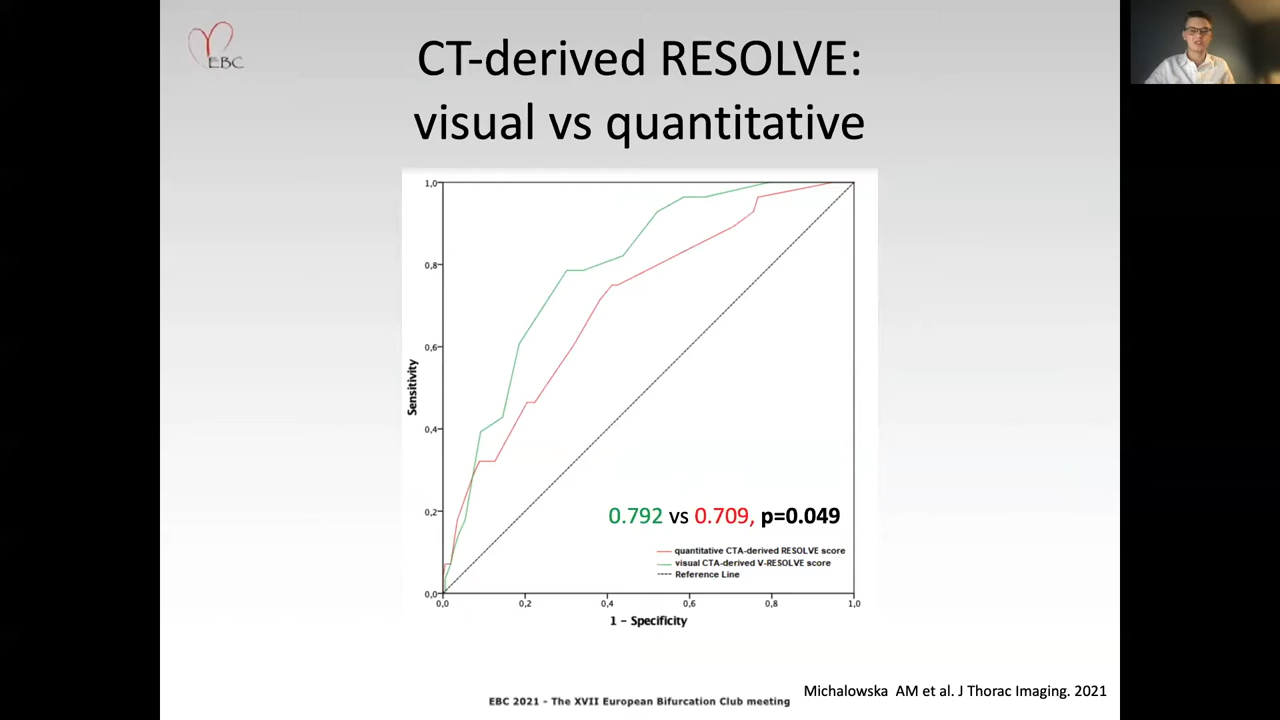 EBC
CT-derived RESOLVE:
visual vs quantitative
1,0
0,8
0,6
0,4
0,2
0,0
Sensitivity
0.792 vs 0.709, p=0.049
quantitative CTA-derived RESOLVE score
visual CTA-derived V-RESOLVE score
Reference Line
0,0 0,2 0,4 0,6 0,8 1,0
1 - Specificity
Michalowska AM et al. J Thorac Imaging. 2021
EBC 2021 - The XVII European Bifurcation Club meeting